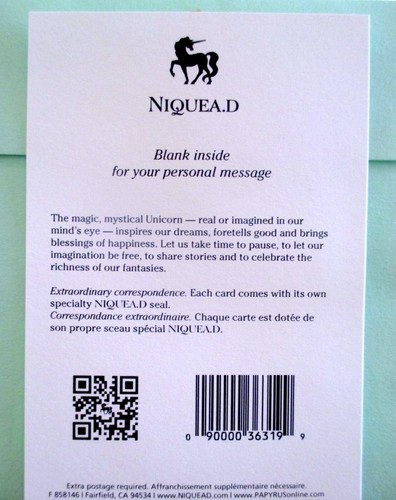 NIQUEA.D
Blank inside
for your personal message
The magic, mystical Unicorn — real or imagined in our
mind's eye — inspires our dreams, foretells good and brings
blessings of happiness. Let us take time to pause, to let our
imagination be free, to share stories and to celebrate the
richness of our fantasies.
Extraordinary correspondence. Each card comes with its own
specialty NIQUEA.D seal.
Correspondance extraordinaire. Chaque carte est dotée de
son propre sceau spécial NIQUEA.D.
0 90000 36319 9
Extra postage required. Affranchissement supplémentaire nécessaire.
F 858146 | Fairfield, CA 94534 | www.NIQUEAD.com | www.PAPYRUSonline.com